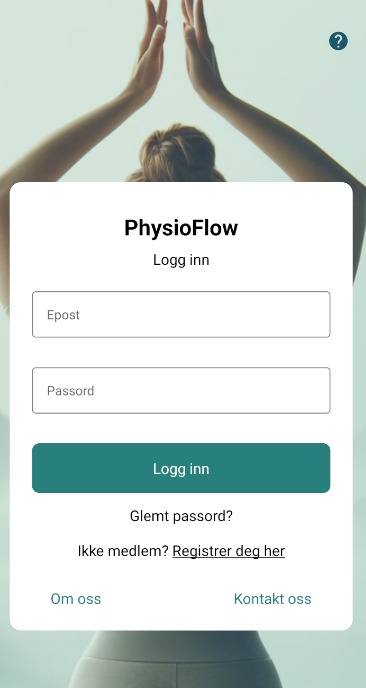 ?
PhysioFlow
Logg inn
Epost
Passord
Logg inn
Glemt passord?
Ikke medlem? Registrer deg her
Om oss
Kontakt oss